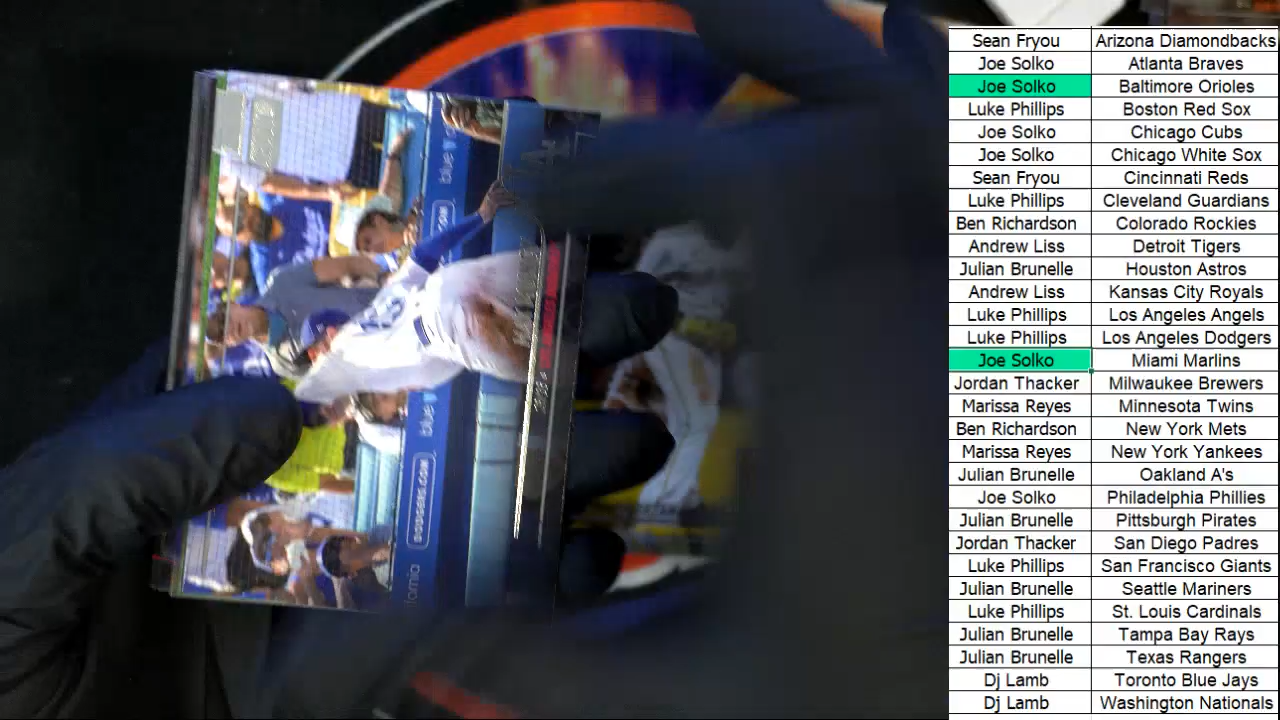 Sean Fryou Arizona Diamondbacks
Joe Solko Atlanta Braves
Joe Solko Baltimore Orioles
Luke Phillips Boston Red Sox
Joe Solko Chicago Cubs
Joe Solko Chicago White Sox
Sean Fryou Cincinnati Reds
Luke Phillips Cleveland Guardians
Ben Richardson Colorado Rockies
Andrew Liss Detroit Tigers
Julian Brunelle Houston Astros
Andrew Liss Kansas City Royals
Luke Phillips Los Angeles Angels
Luke Phillips Los Angeles Dodgers
Joe Solko Miami Marlins
Jordan Thacker Milwaukee Brewers
Marissa Reyes Minnesota Twins
Ben Richardson New York Mets
Marissa Reyes New York Yankees
Julian Brunelle Oakland A's
Joe Solko Philadelphia Phillies
Julian Brunelle Pittsburgh Pirates
Jordan Thacker San Diego Padres
Luke Phillips San Francisco Giants
Julian Brunelle Seattle Mariners
Luke Phillips St. Louis Cardinals
Julian Brunelle Tampa Bay Rays
Julian Brunelle Texas Rangers
Dj Lamb Toronto Blue Jays
Dj Lamb Washington Nationals
blue
blue
DODGERS.COM